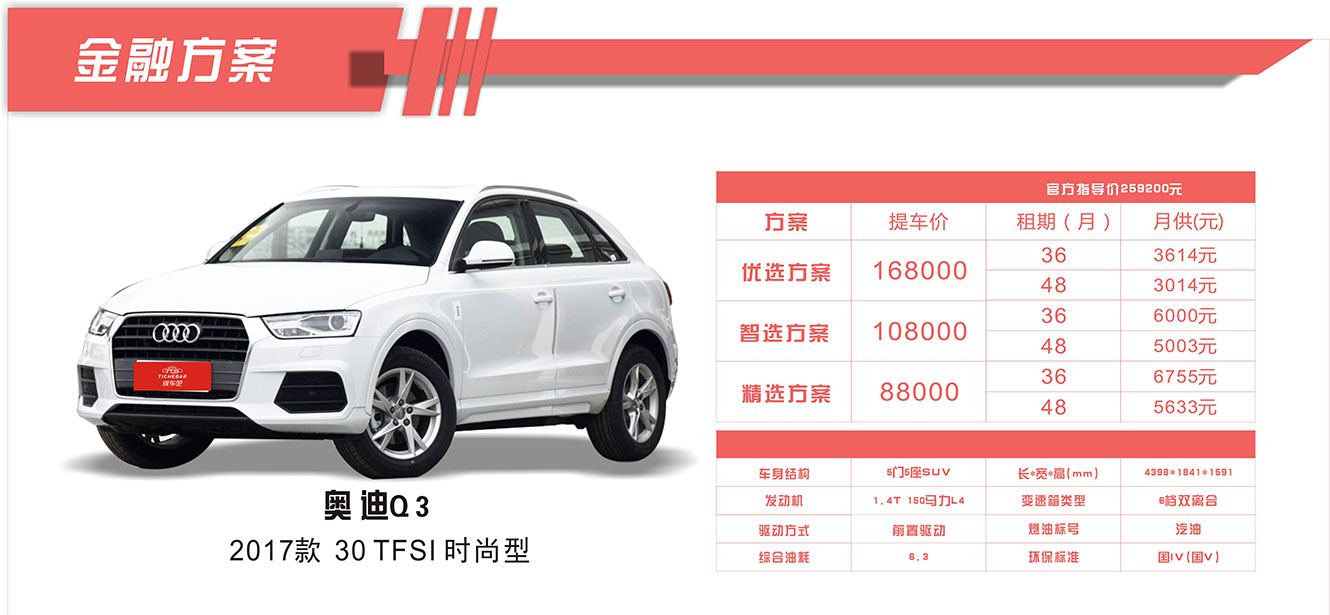 金融方案
官方指导价259200元
方案 提车价 租期（月） 月供(元)
优选方案 168000 36 3614元
48 3014元
智选方案 108000 36 6000元
48 5003元
精选方案 88000 36 6755元
48 5633元
TICHEBAR
提车吧
车身结构 5门5座SUV 长*宽*高(mm) 4398*1841*1591
发动机 1.4T 150马力L4 变速箱类型 6档双离合
驱动方式 前置驱动 燃油标号 汽油
综合油耗 6.3 环保标准 国IV(国V)
奥迪Q3
2017款 30 TFSI 时尚型